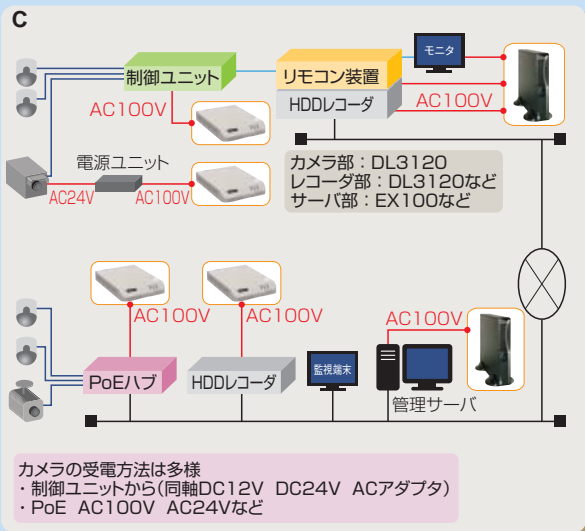 C
モニタ
制御ユニット
リモコン装置
HDDレコーダ
AC100V
AC100V
電源ユニット
AC24V
AC100V
カメラ部：DL3120
レコーダ部：DL3120など
サーバ部：EX100など
AC100V
AC100V
AC100V
PoEハブ
HDDレコーダ
監視端末
管理サーバ
カメラの受電方法は多様
・制御ユニットから(同軸DC12V DC24V ACアダプタ)
・PoE AC100V AC24Vなど